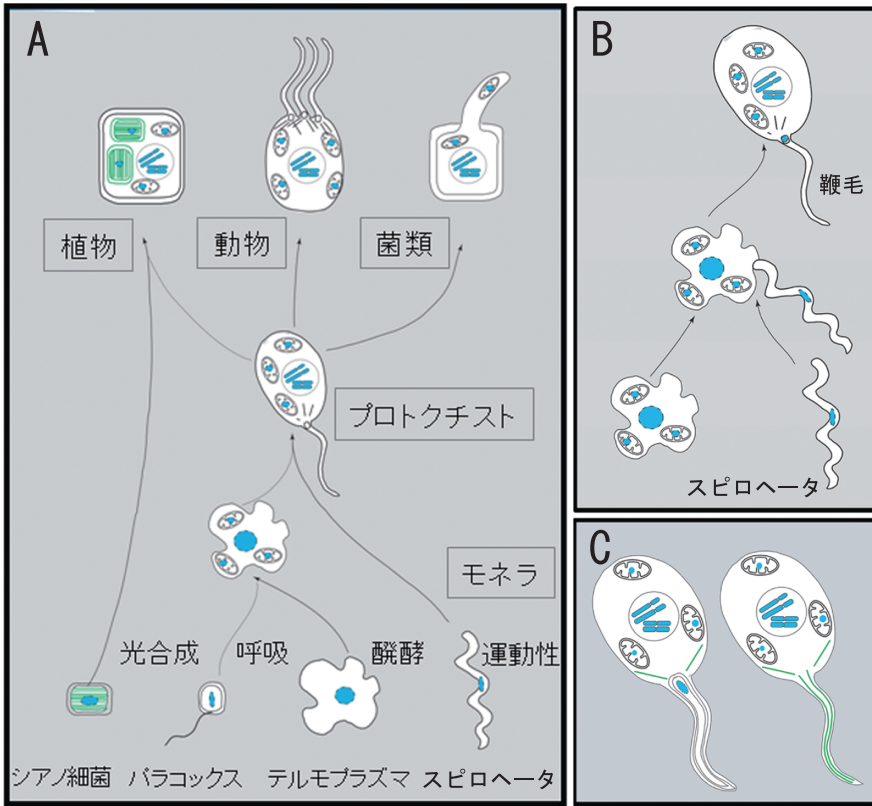 A
植物
動物
菌類
プロトクチスト
モネラ
光合成
呼吸
醗酵
運動性
シアノ細菌
パラコックス
テルモプラズマ
スピロヘータ
B
鞭毛
スピロヘータ
C